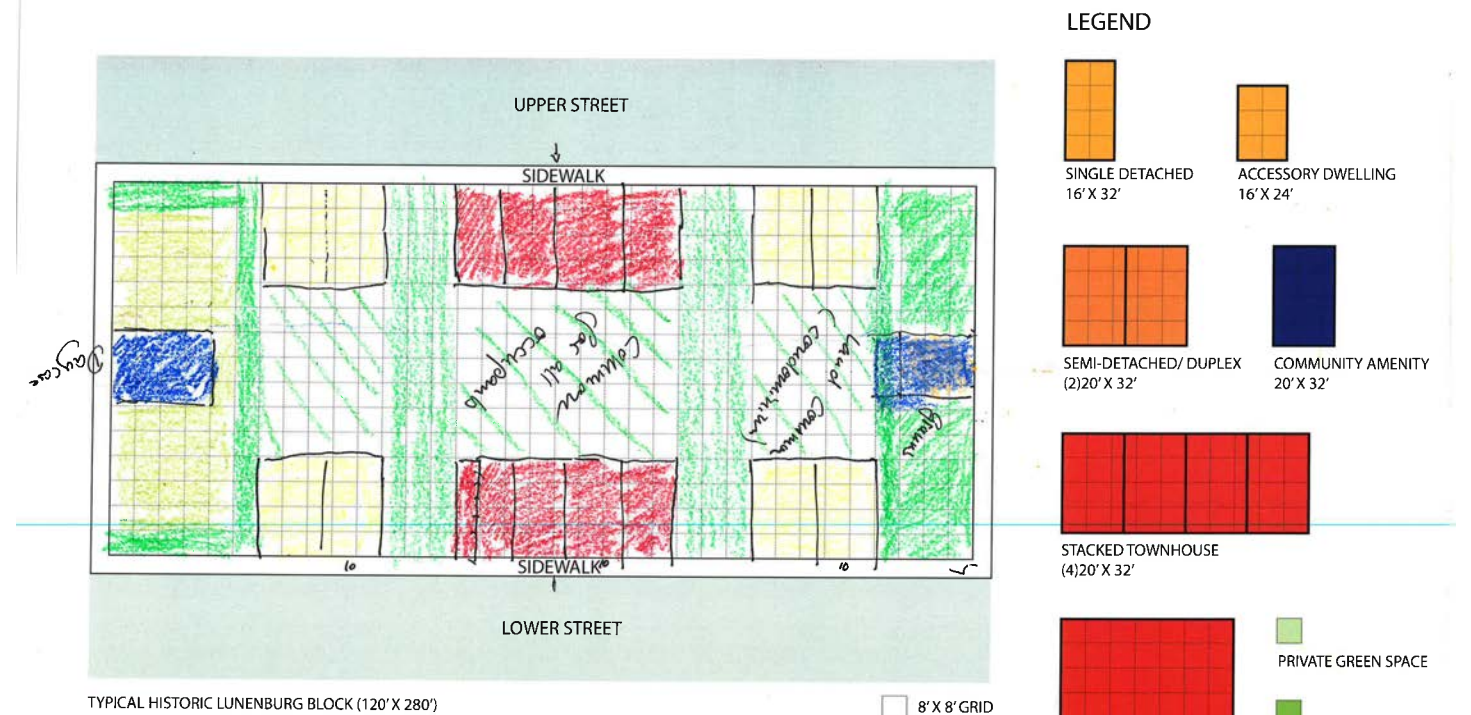 LEGEND
UPPER STREET
SIDEWALK
SINGLE DETACHED
16' X 32'
ACCESSORY DWELLING
16' X 24'
Daycare
Common
for all
occupants
Land
condominium
common
SEMI-DETACHED/ DUPLEX
(2)20' X 32'
COMMUNITY AMENITY
20' X 32'
STACKED TOWNHOUSE
(4)20' X 32'
10
SIDEWALK
10
LOWER STREET
PRIVATE GREEN SPACE
TYPICAL HISTORIC LUNENBURG BLOCK (120' X 280')
8' X 8' GRID